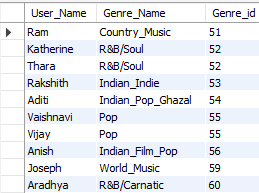 User_Name Genre_Name Genre_id
Ram Country_Music 51
Katherine R&B/Soul 52
Thara R&B/Soul 52
Rakshith Indian_Indie 53
Aditi Indian_Pop_Ghazal 54
Vaishnavi Pop 55
Vijay Pop 55
Anish Indian_Film_Pop 56
Joseph World_Music 59
Aradhya R&B/Carnatic 60